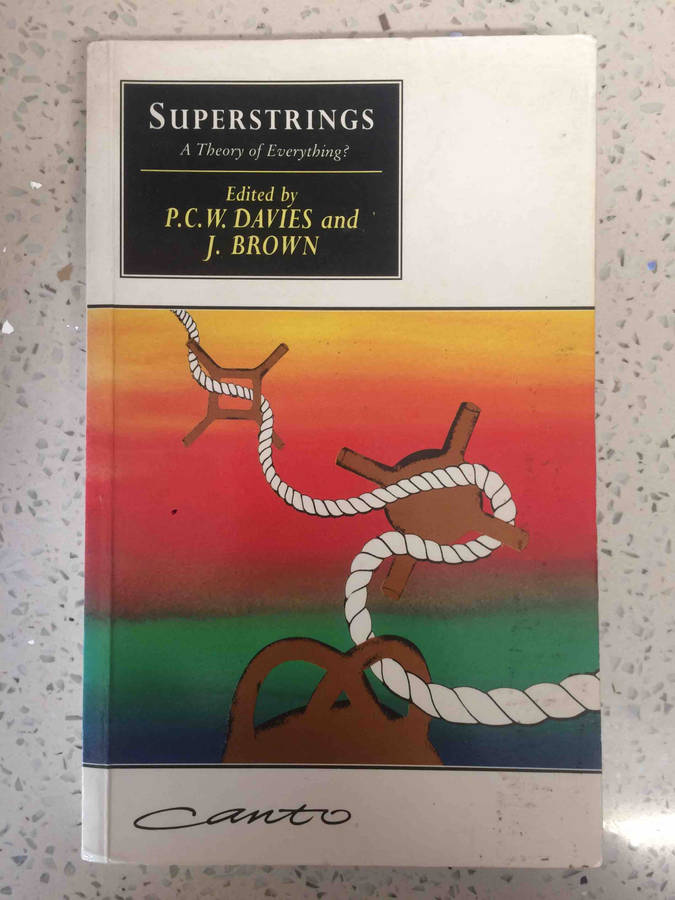 SUPERSTRINGS
A Theory of Everything?
Edited by
P.C.W. DAVIES and
J. BROWN
Canto